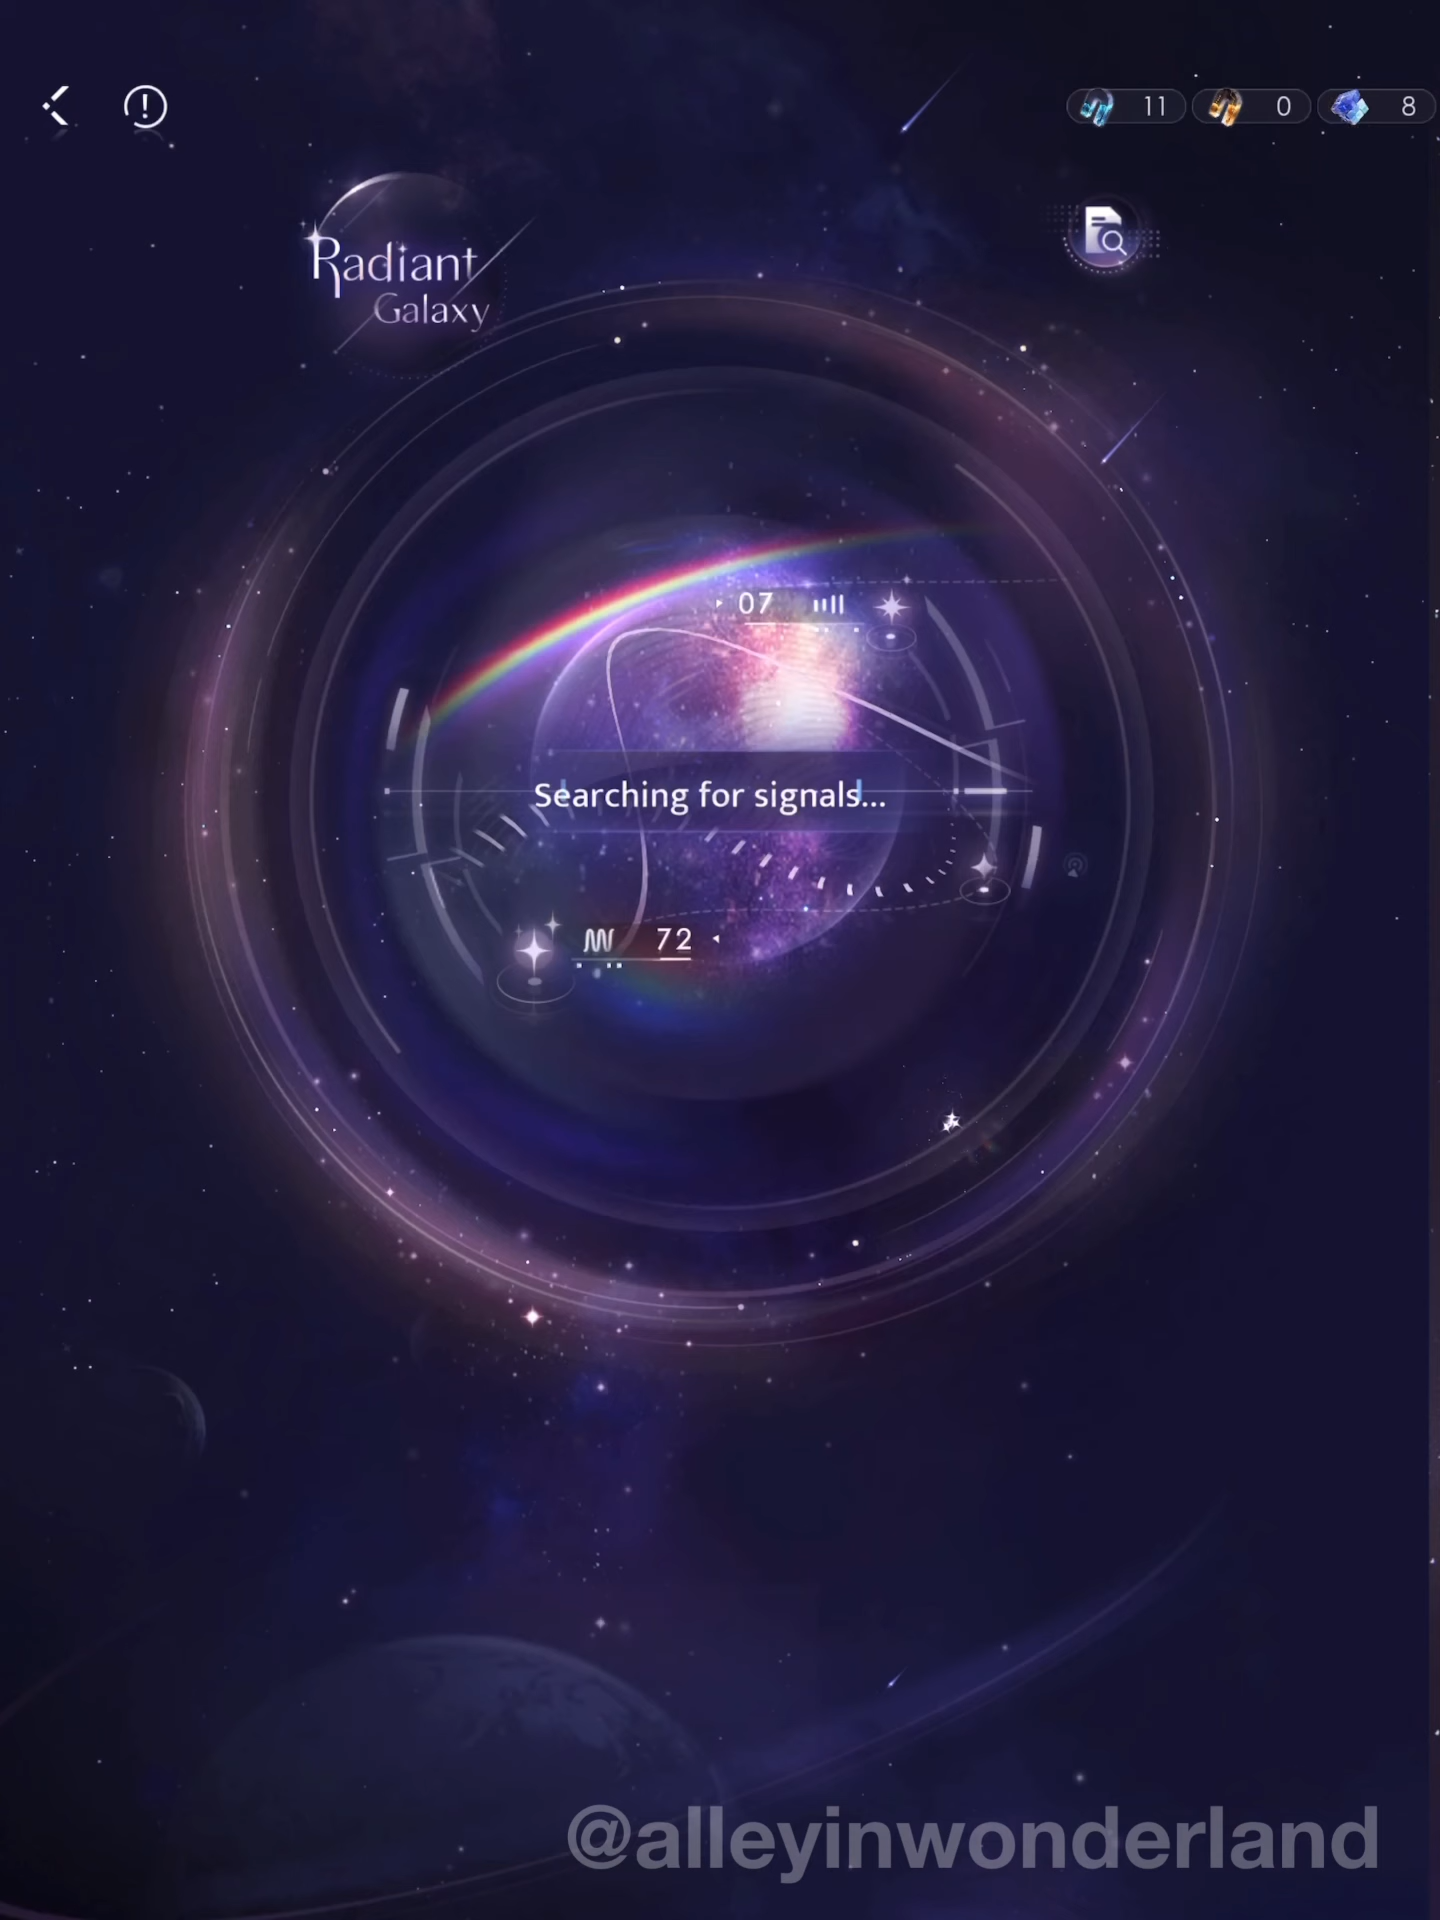 11 0 8
Radiant
Galaxy
07
Searching for signals...
72
@alleyinwonderland